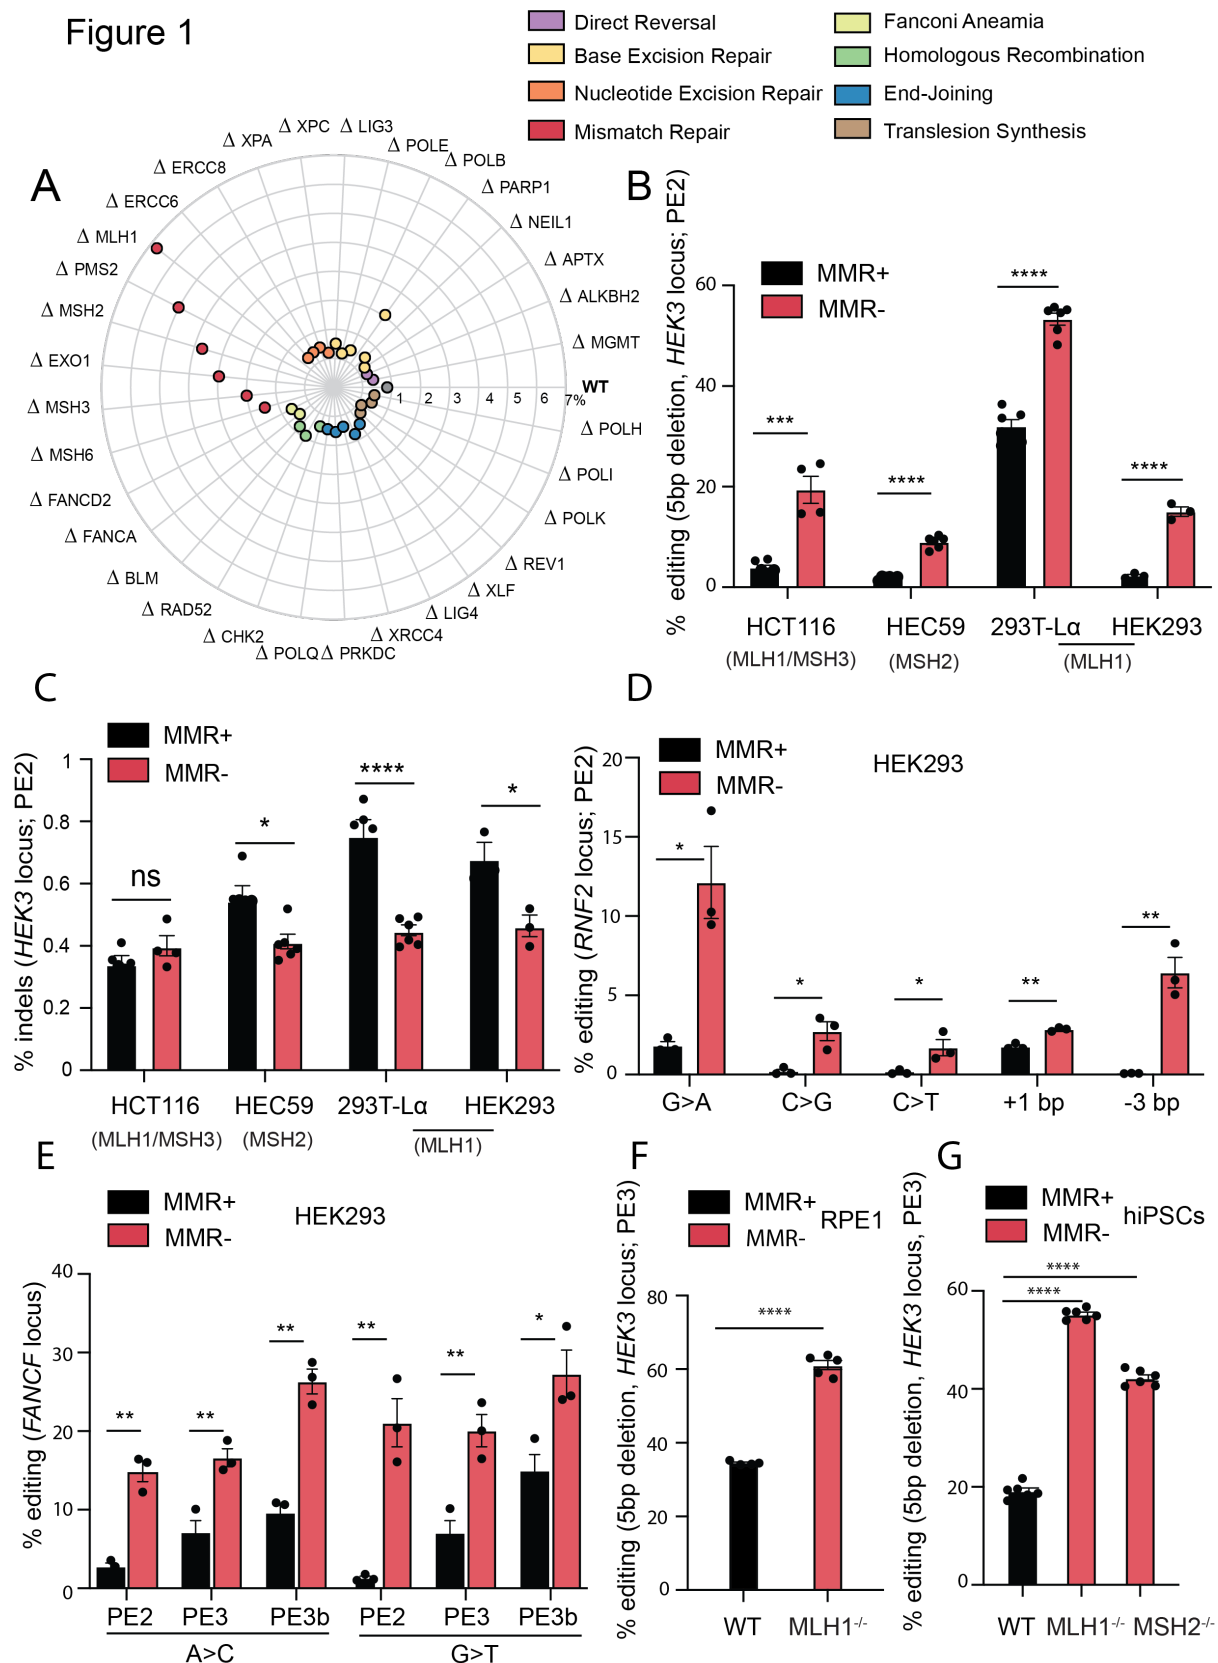 Figure 1
Direct Reversal
Base Excision Repair
Nucleotide Excision Repair
Mismatch Repair
Fanconi Aneamia
Homologous Recombination
End-Joining
Translesion Synthesis
A
Δ XPC
Δ LIG3
Δ XPA
Δ POLE
Δ ERCC8
Δ POLB
Δ ERCC6
Δ PARP1
Δ MLH1
Δ NEIL1
Δ PMS2
Δ APTX
Δ MSH2
Δ ALKBH2
Δ EXO1
Δ MGMT
WT
1 2 3 4 5 6 7%
Δ MSH3
Δ POLH
Δ MSH6
Δ POLI
Δ FANCD2
Δ POLK
Δ FANCA
Δ REV1
Δ BLM
Δ XLF
Δ RAD52
Δ LIG4
Δ CHK2
Δ XRCC4
Δ POLQ
Δ PRKDC
B
% editing (5bp deletion, HEK3 locus; PE2)
MMR+
MMR-
60
40
20
0
***
****
****
****
HCT116
HEC59
293T-Lα
HEK293
(MLH1/MSH3)
(MSH2)
(MLH1)
C
% indels (HEK3 locus; PE2)
MMR+
MMR-
1
0.8
0.6
0.4
0.2
0
ns
*
****
*
HCT116
HEC59
293T-Lα
HEK293
(MLH1/MSH3)
(MSH2)
(MLH1)
D
% editing (RNF2 locus; PE2)
MMR+
MMR-
HEK293
20
15
10
5
0
*
*
*
**
**
G>A
C>G
C>T
+1 bp
-3 bp
E
% editing (FANCF locus)
MMR+
MMR-
HEK293
40
30
20
10
0
**
**
**
**
**
*
PE2
PE3
PE3b
PE2
PE3
PE3b
A>C
G>T
F
% editing (5bp deletion, HEK3 locus; PE3)
MMR+
MMR-
RPE1
80
60
40
20
0
****
WT
MLH1-/-
G
% editing (5bp deletion, HEK3 locus, PE3)
MMR+
MMR-
hiPSCs
60
40
20
0
****
****
WT
MLH1-/-
MSH2-/-